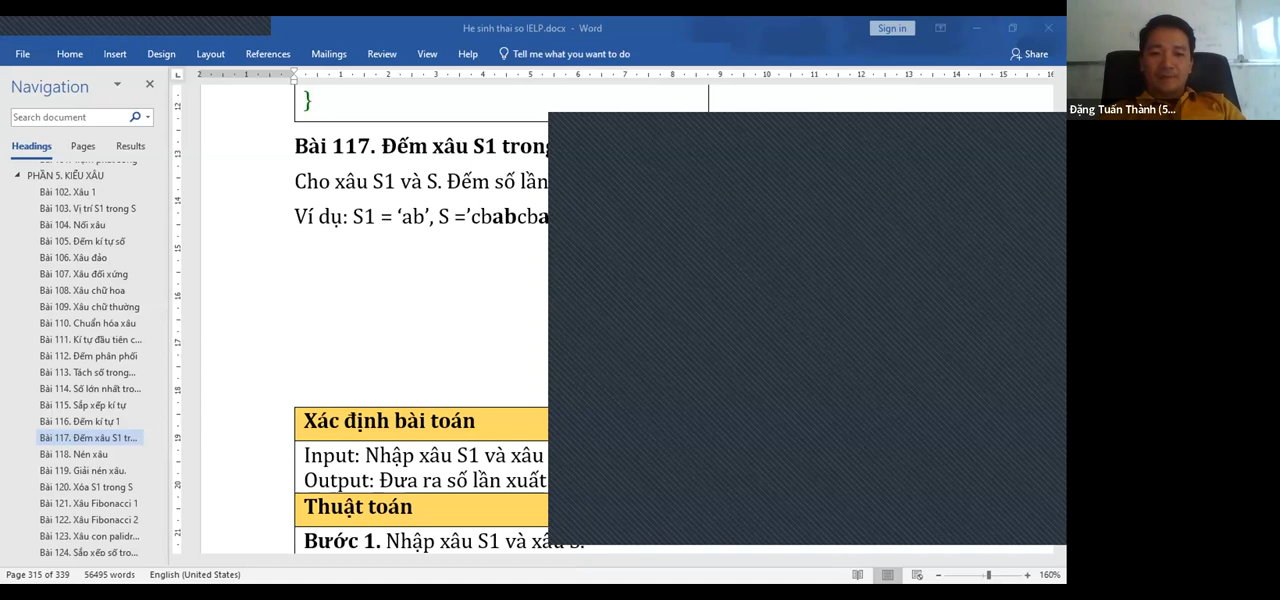 He sinh thai so IELP.docx - Word
Sign in
File Home Insert Design Layout References Mailings Review View Help Tell me what you want to do Share
Navigation
Search document
Headings Pages Results
PHẦN 5. KIỂU XÂU
Bài 102. Xâu 1
Bài 103. Vị trí S1 trong S
Bài 104. Nối xâu
Bài 105. Đếm kí tự số
Bài 106. Xâu đảo
Bài 107. Xâu đối xứng
Bài 108. Xâu chữ hoa
Bài 109. Xâu chữ thường
Bài 110. Chuẩn hóa xâu
Bài 111. Kí tự đầu tiên c...
Bài 112. Đếm phân phối
Bài 113. Tách số trong...
Bài 114. Số lớn nhất tro...
Bài 115. Sắp xếp kí tự
Bài 116. Đếm kí tự 1
Bài 117. Đếm xâu S1 tr...
Bài 118. Nén xâu
Bài 119. Giải nén xâu.
Bài 120. Xóa S1 trong S
Bài 121. Xâu Fibonacci 1
Bài 122. Xâu Fibonacci 2
Bài 123. Xâu con palidr...
Bài 124. Sắp xếp số tro...
}
Bài 117. Đếm xâu S1 trong
Cho xâu S1 và S. Đếm số lần
Ví dụ: S1 = ‘ab’, S =’cbabcba
Xác định bài toán
Input: Nhập xâu S1 và xâu
Output: Đưa ra số lần xuất
Thuật toán
Bước 1. Nhập xâu S1 và xâu S.
Page 315 of 339 56495 words English (United States) 160%
Đặng Tuấn Thành (5...